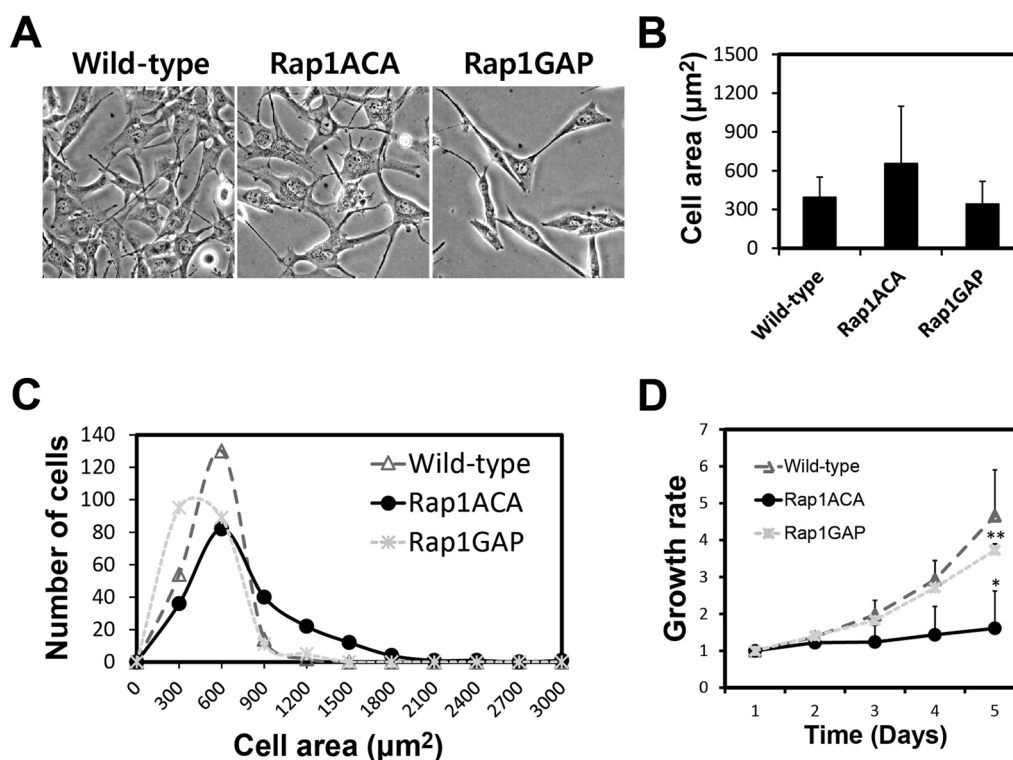 A
Wild-type Rap1ACA Rap1GAP
B
Cell area (µm²)
1500
1200
900
600
300
0
Wild-type Rap1ACA Rap1GAP
C
Number of cells
140
120
100
80
60
40
20
0
Wild-type
Rap1ACA
Rap1GAP
0 300 600 900 1200 1500 1800 2100 2400 2700 3000
Cell area (µm²)
D
Growth rate
7
6
5
4
3
2
1
0
Wild-type
Rap1ACA
Rap1GAP
**
*
1 2 3 4 5
Time (Days)